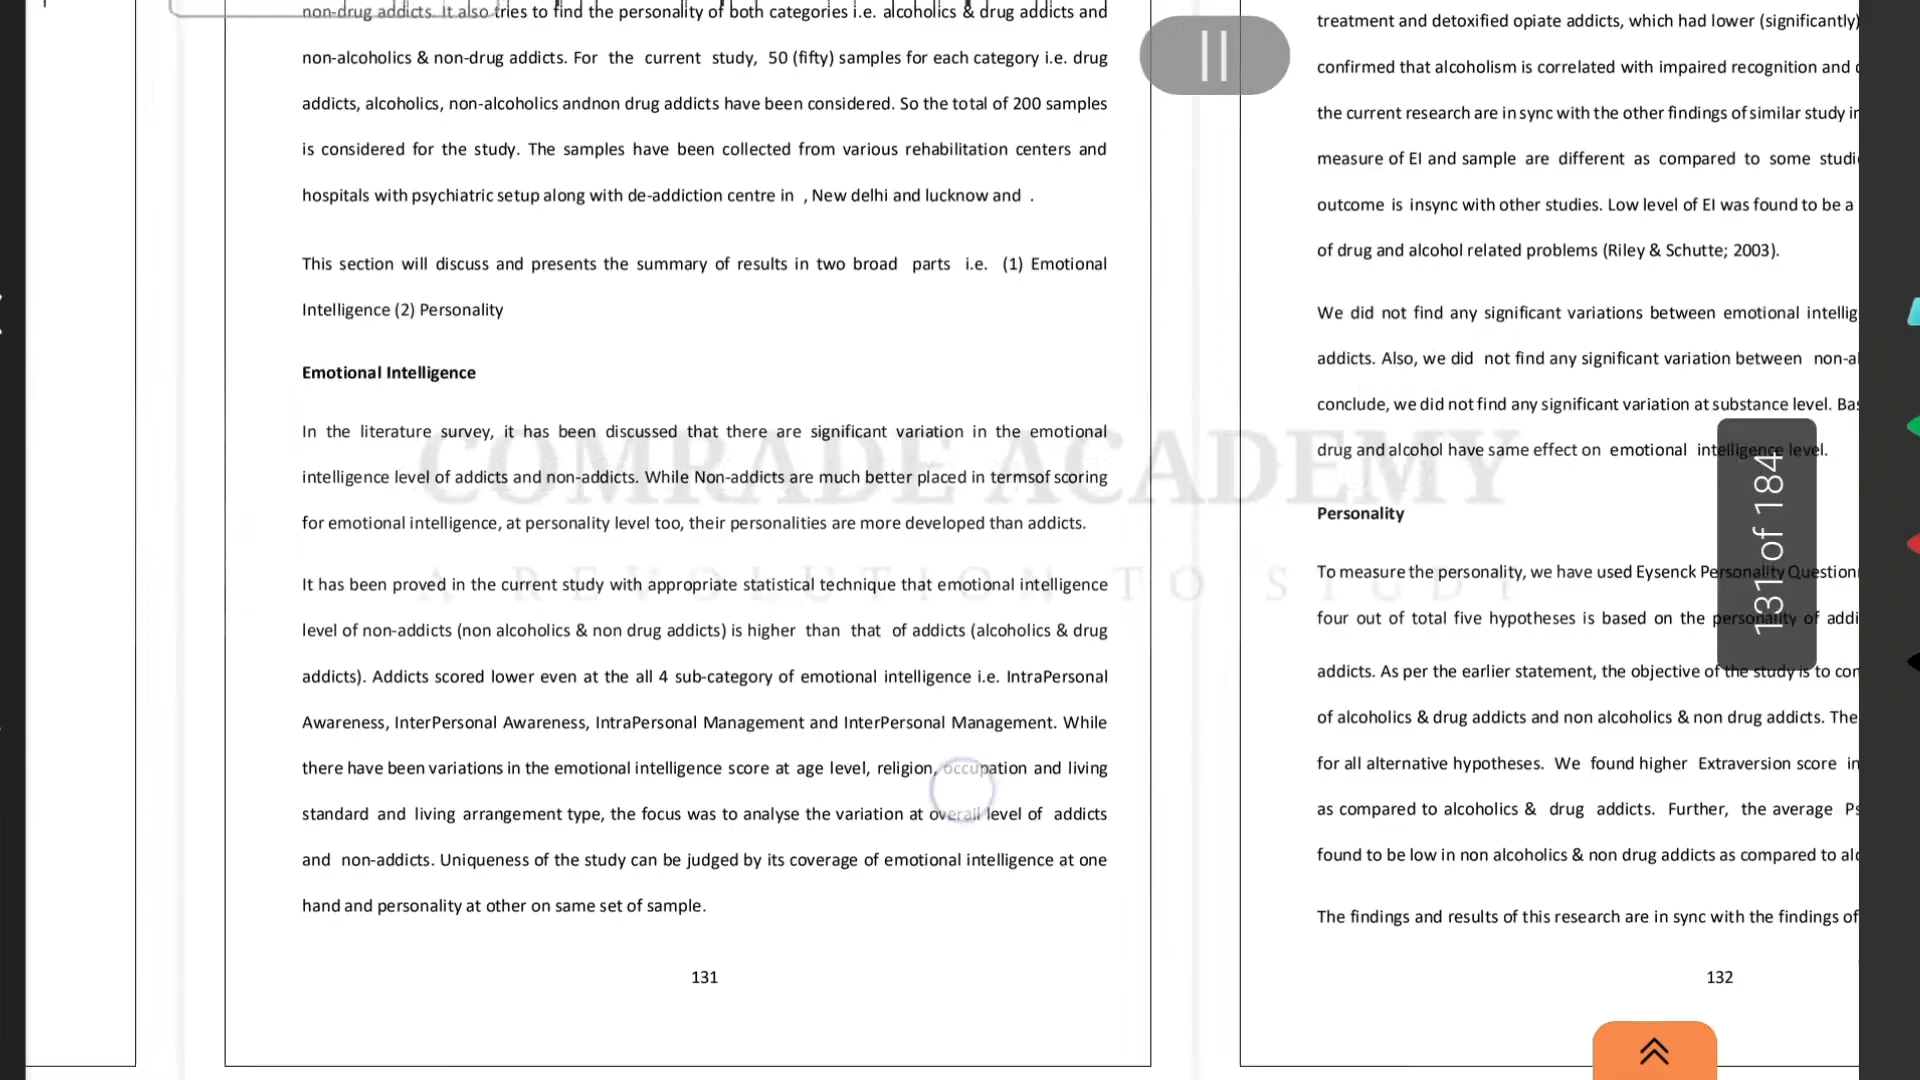 non-drug addicts. It also tries to find the personality of both categories i.e. alcoholics & drug addicts and
non-alcoholics & non-drug addicts. For the current study, 50 (fifty) samples for each category i.e. drug
addicts, alcoholics, non-alcoholics andnon drug addicts have been considered. So the total of 200 samples
is considered for the study. The samples have been collected from various rehabilitation centers and
hospitals with psychiatric setup along with de-addiction centre in , New delhi and lucknow and .
This section will discuss and presents the summary of results in two broad parts i.e. (1) Emotional
Intelligence (2) Personality
Emotional Intelligence
In the literature survey, it has been discussed that there are significant variation in the emotional
intelligence level of addicts and non-addicts. While Non-addicts are much better placed in termsof scoring
for emotional intelligence, at personality level too, their personalities are more developed than addicts.
It has been proved in the current study with appropriate statistical technique that emotional intelligence
level of non-addicts (non alcoholics & non drug addicts) is higher than that of addicts (alcoholics & drug
addicts). Addicts scored lower even at the all 4 sub-category of emotional intelligence i.e. IntraPersonal
Awareness, InterPersonal Awareness, IntraPersonal Management and InterPersonal Management. While
there have been variations in the emotional intelligence score at age level, religion, occupation and living
standard and living arrangement type, the focus was to analyse the variation at overall level of addicts
and non-addicts. Uniqueness of the study can be judged by its coverage of emotional intelligence at one
hand and personality at other on same set of sample.
131
treatment and detoxified opiate addicts, which had lower (significantly)
confirmed that alcoholism is correlated with impaired recognition and
the current research are in sync with the other findings of similar study
measure of EI and sample are different as compared to some
outcome is insync with other studies. Low level of EI was found to be a
of drug and alcohol related problems (Riley & Schutte; 2003).
We did not find any significant variations between emotional
addicts. Also, we did not find any significant variation between
conclude, we did not find any significant variation at substance level.
drug and alcohol have same effect on emotional intelligence level.
Personality
To measure the personality, we have used Eysenck Personality
four out of total five hypotheses is based on the personality of
addicts. As per the earlier statement, the objective of the study is to
of alcoholics & drug addicts and non alcoholics & non drug addicts. The
for all alternative hypotheses. We found higher Extraversion score in
as compared to alcoholics & drug addicts. Further, the average
found to be low in non alcoholics & non drug addicts as compared to
The findings and results of this research are in sync with the findings of
132
131 of 184
COMRADE ACADEMY
A REVOLUTION TO STUDY